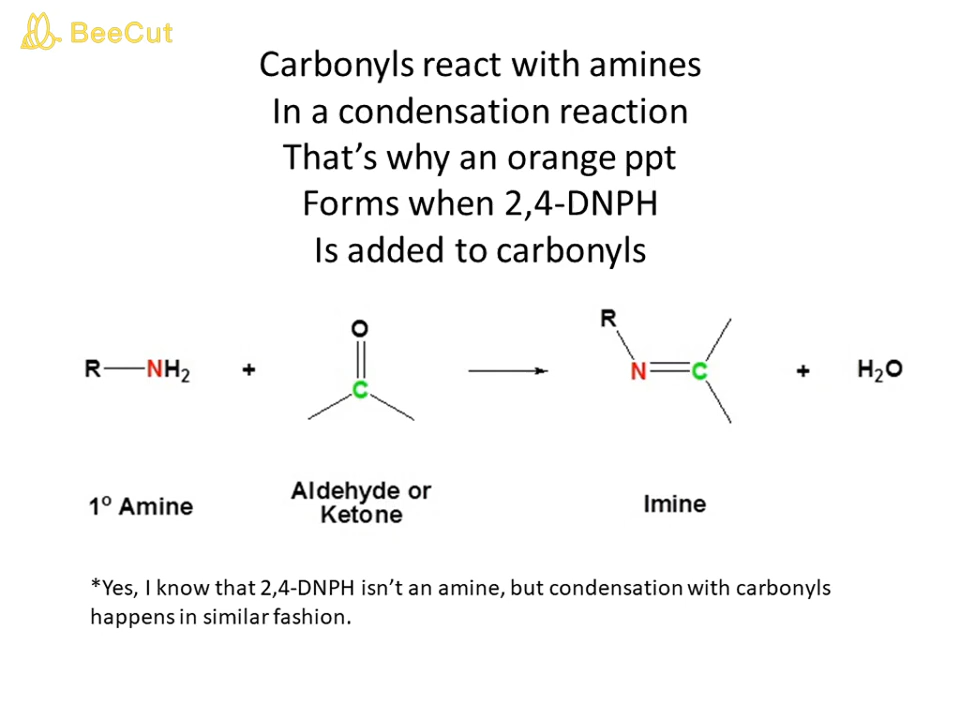 BeeCut
Carbonyls react with amines
In a condensation reaction
That’s why an orange ppt
Forms when 2,4-DNPH
Is added to carbonyls
R—NH₂ + O C R N=C + H₂O
1º Amine
Aldehyde or
Ketone
Imine
*Yes, I know that 2,4-DNPH isn’t an amine, but condensation with carbonyls
happens in similar fashion.